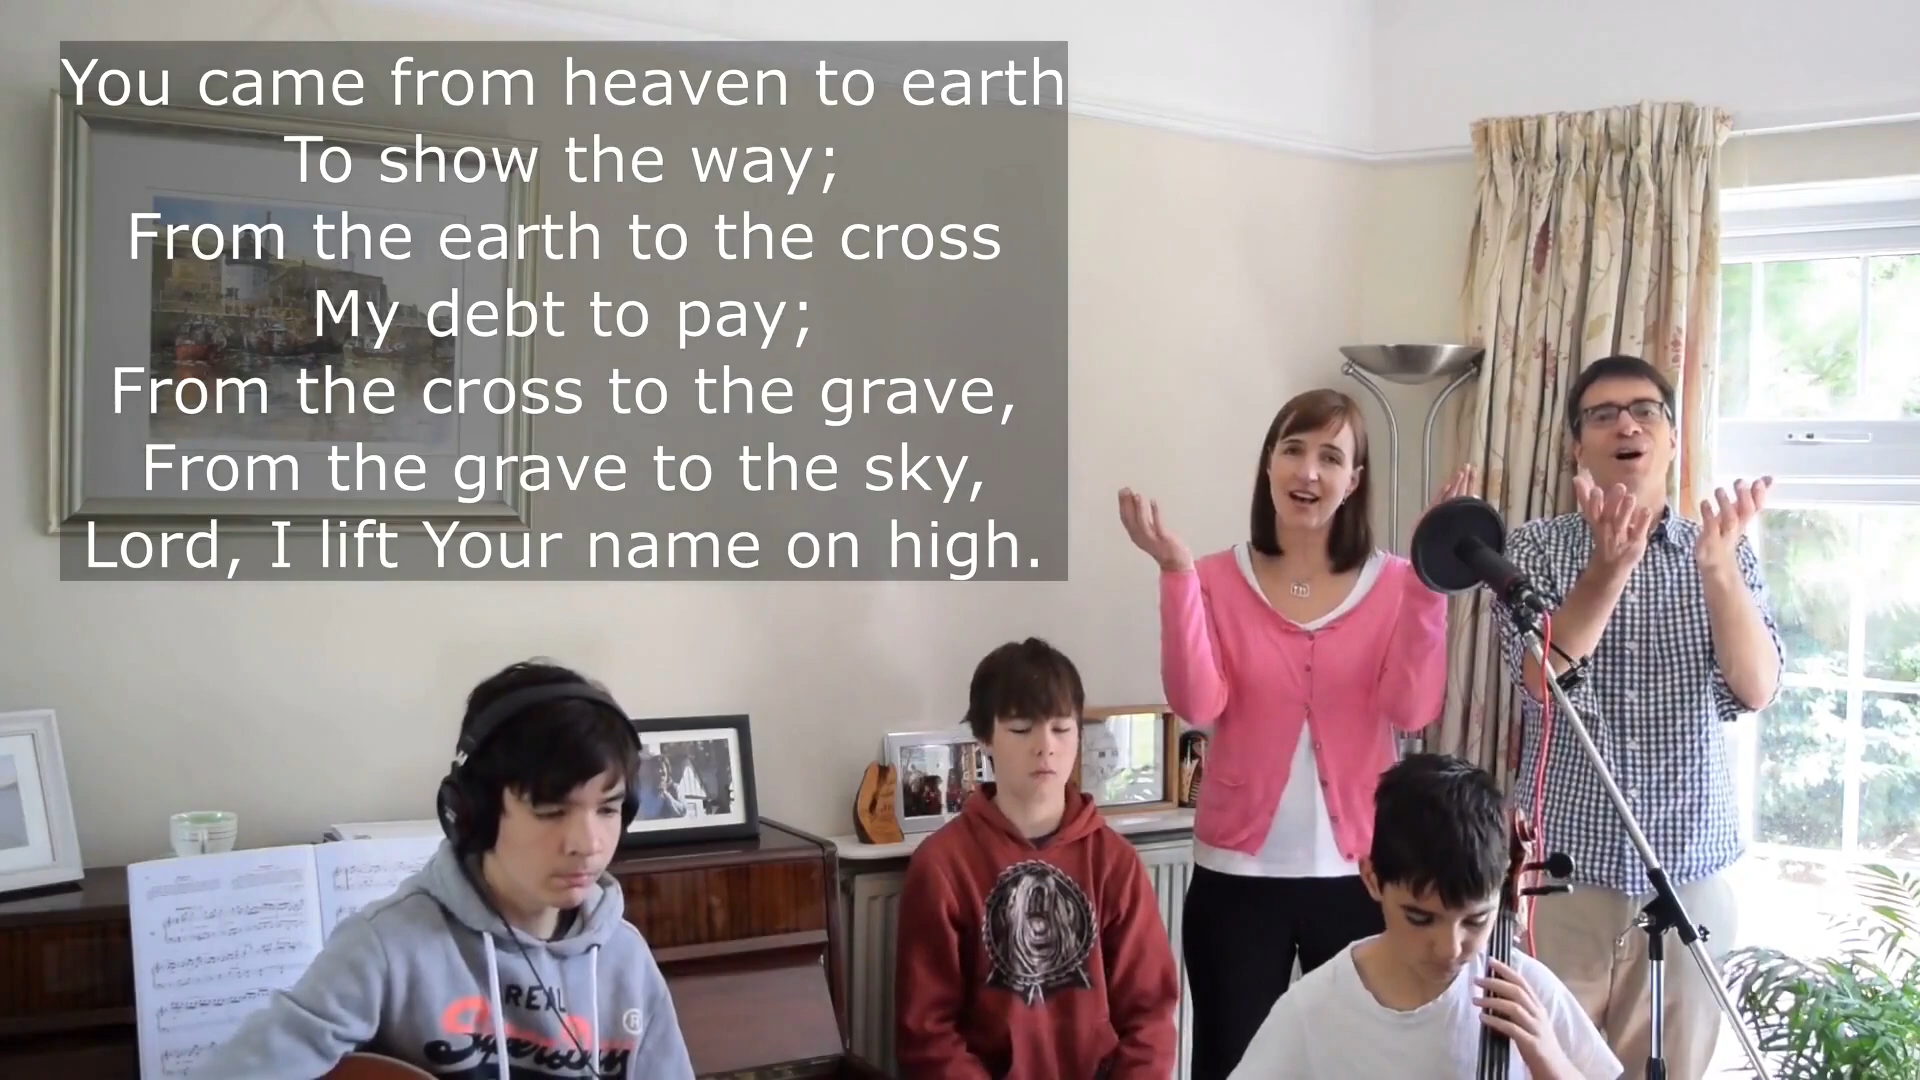 You came from heaven to earth
To show the way;
From the earth to the cross
My debt to pay;
From the cross to the grave,
From the grave to the sky,
Lord, I lift Your name on high.
REAL
Superdry
®